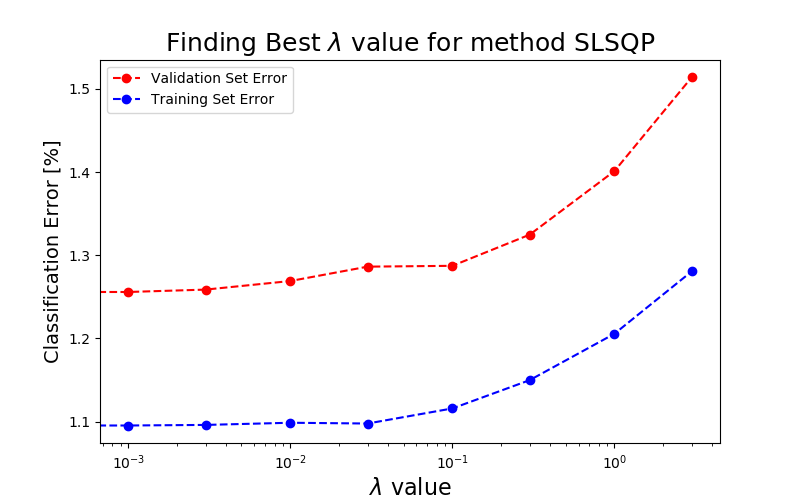 Finding Best λ value for method SLSQP
Validation Set Error
Training Set Error
Classification Error [%]
1.5
1.4
1.3
1.2
1.1
10⁻³ 10⁻² 10⁻¹ 10⁰
λ value